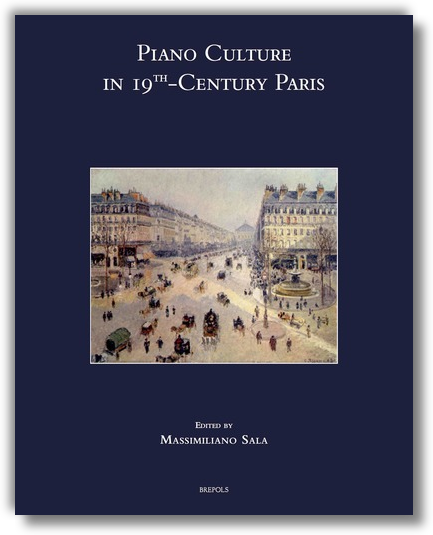 Piano Culture
in 19th-Century Paris
Edited by
Massimiliano Sala
BREPOLS